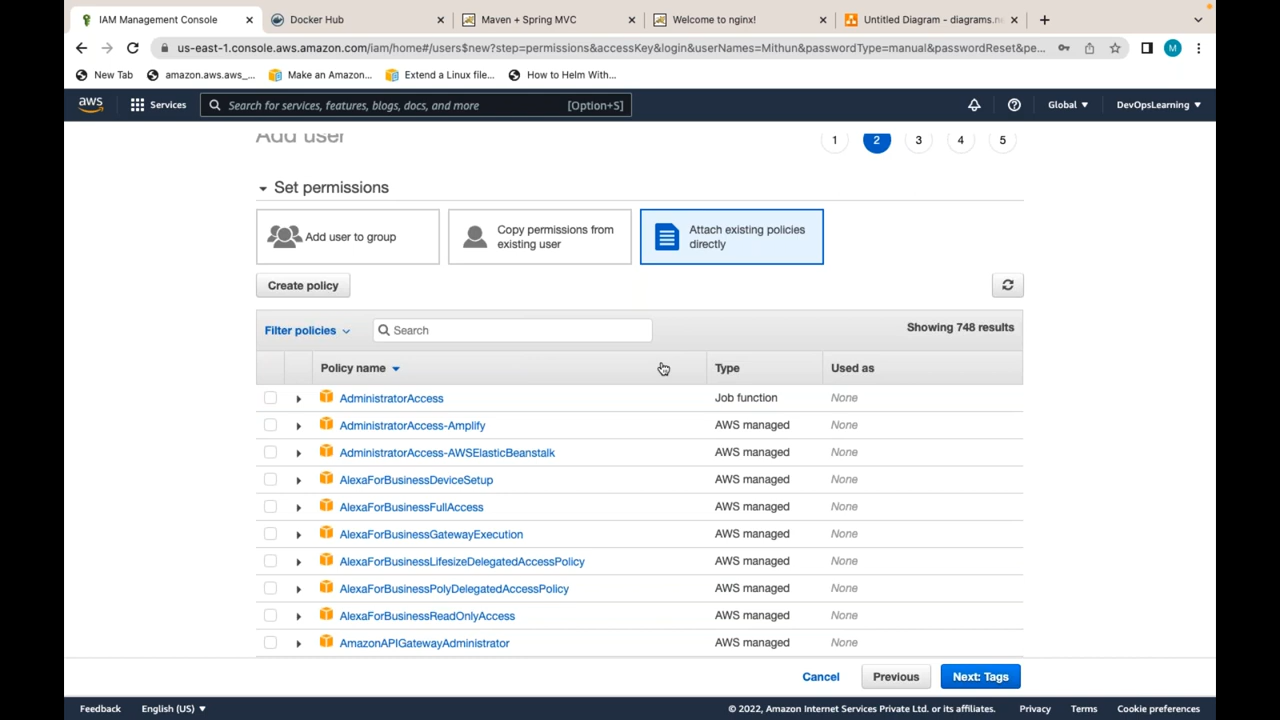 IAM Management Console
Docker Hub
Maven + Spring MVC
Welcome to nginx!
Untitled Diagram - diagrams.ne
us-east-1.console.aws.amazon.com/iam/home#/users$new?step=permissions&accessKey&login&userNames=Mithun&passwordType=manual&passwordReset&pe...
M
New Tab
amazon.aws.aws_...
Make an Amazon...
Extend a Linux file...
How to Helm With...
aws
Services
Search for services, features, blogs, docs, and more
[Option+S]
Global
DevOpsLearning
Add user
1
2
3
4
5
Set permissions
Add user to group
Copy permissions from
existing user
Attach existing policies
directly
Create policy
Filter policies
Search
Showing 748 results
Policy name
Type
Used as
AdministratorAccess
Job function
None
AdministratorAccess-Amplify
AWS managed
None
AdministratorAccess-AWSElasticBeanstalk
AWS managed
None
AlexaForBusinessDeviceSetup
AWS managed
None
AlexaForBusinessFullAccess
AWS managed
None
AlexaForBusinessGatewayExecution
AWS managed
None
AlexaForBusinessLifesizeDelegatedAccessPolicy
AWS managed
None
AlexaForBusinessPolyDelegatedAccessPolicy
AWS managed
None
AlexaForBusinessReadOnlyAccess
AWS managed
None
AmazonAPIGatewayAdministrator
AWS managed
None
Cancel
Previous
Next: Tags
Feedback
English (US)
© 2022, Amazon Internet Services Private Ltd. or its affiliates.
Privacy
Terms
Cookie preferences